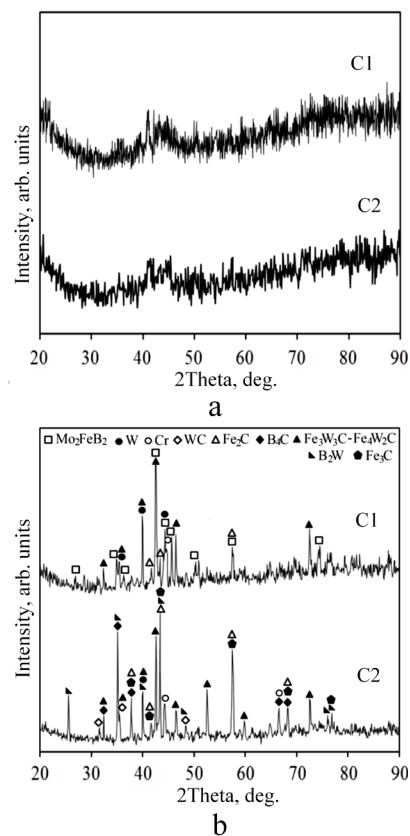 C1
C2
Intensity, arb. units
20 30 40 50 60 70 80 90
2Theta, deg.
a
Mo₂FeB₂ W Cr WC Fe₂C B₄C Fe₃W₃C-Fe₄W₂C
B₂W Fe₃C
C1
C2
Intensity, arb. units
20 30 40 50 60 70 80 90
2Theta, deg.
b